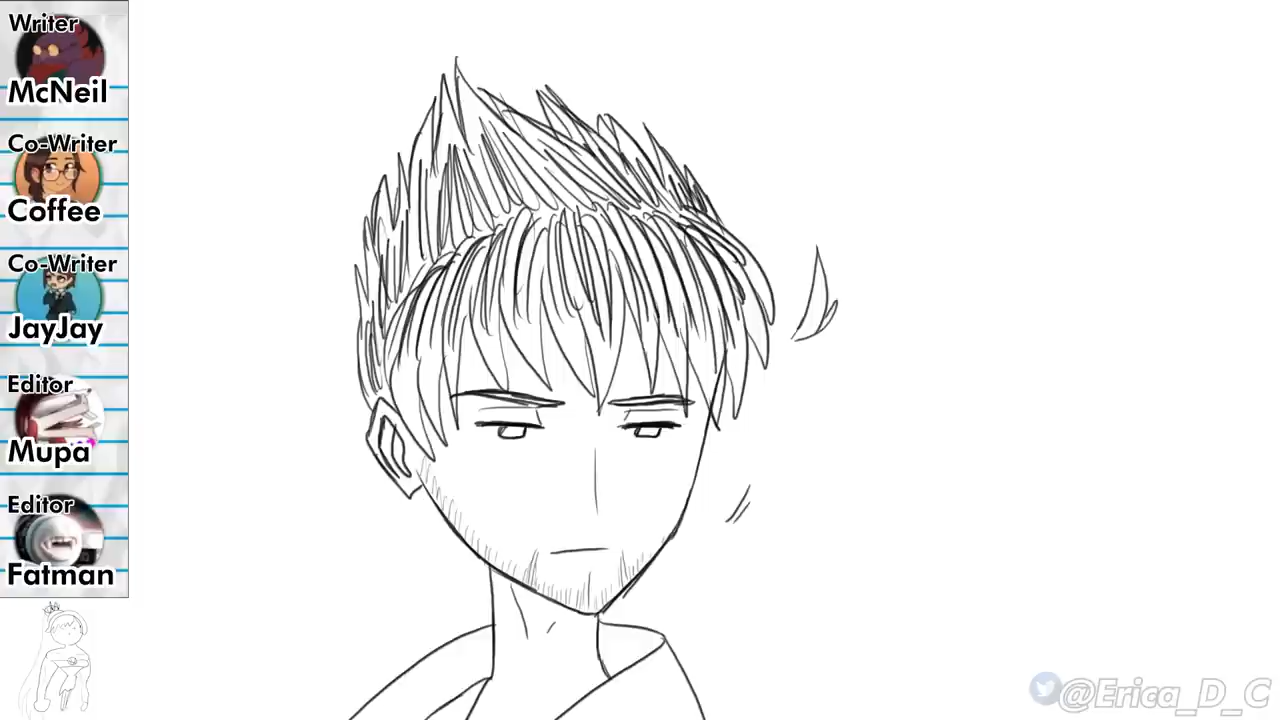 Writer
McNeil
Co-Writer
Coffee
Co-Writer
JayJay
Editor
Mupa
Editor
Fatman
@Erica_D_C